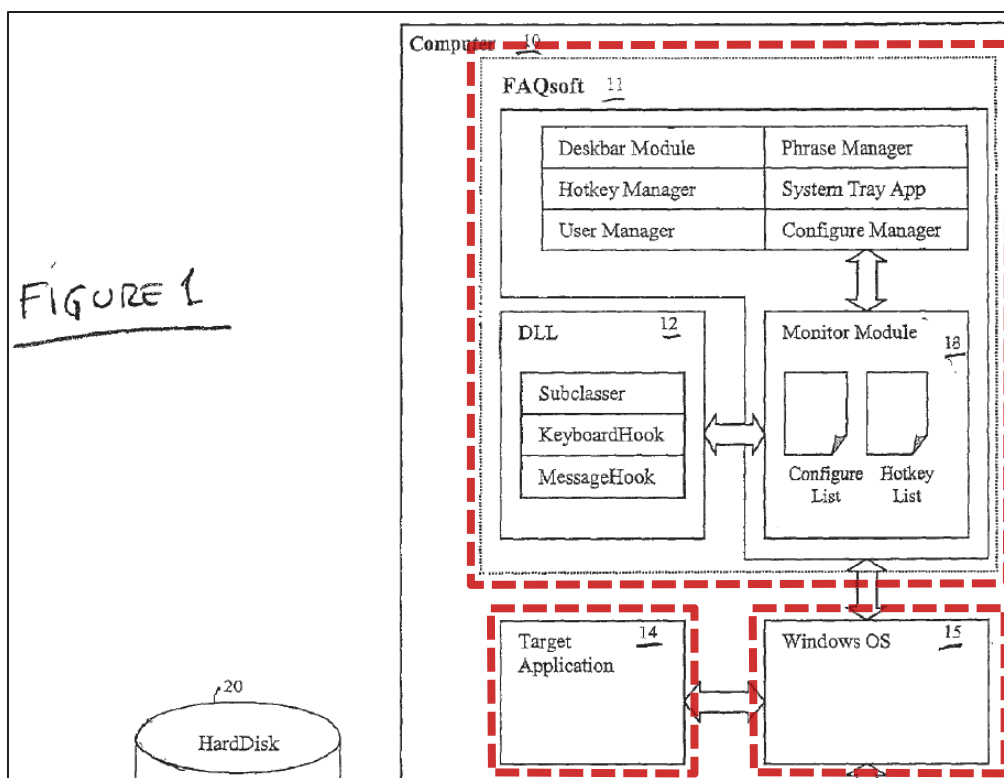 Computer 10
FAQsoft 11
Deskbar Module
Phrase Manager
Hotkey Manager
System Tray App
User Manager
Configure Manager
FIGURE 1
DLL 12
Subclasser
KeyboardHook
MessageHook
Monitor Module
18
Configure
List
Hotkey
List
Target
Application
14
Windows OS 15
20
HardDisk